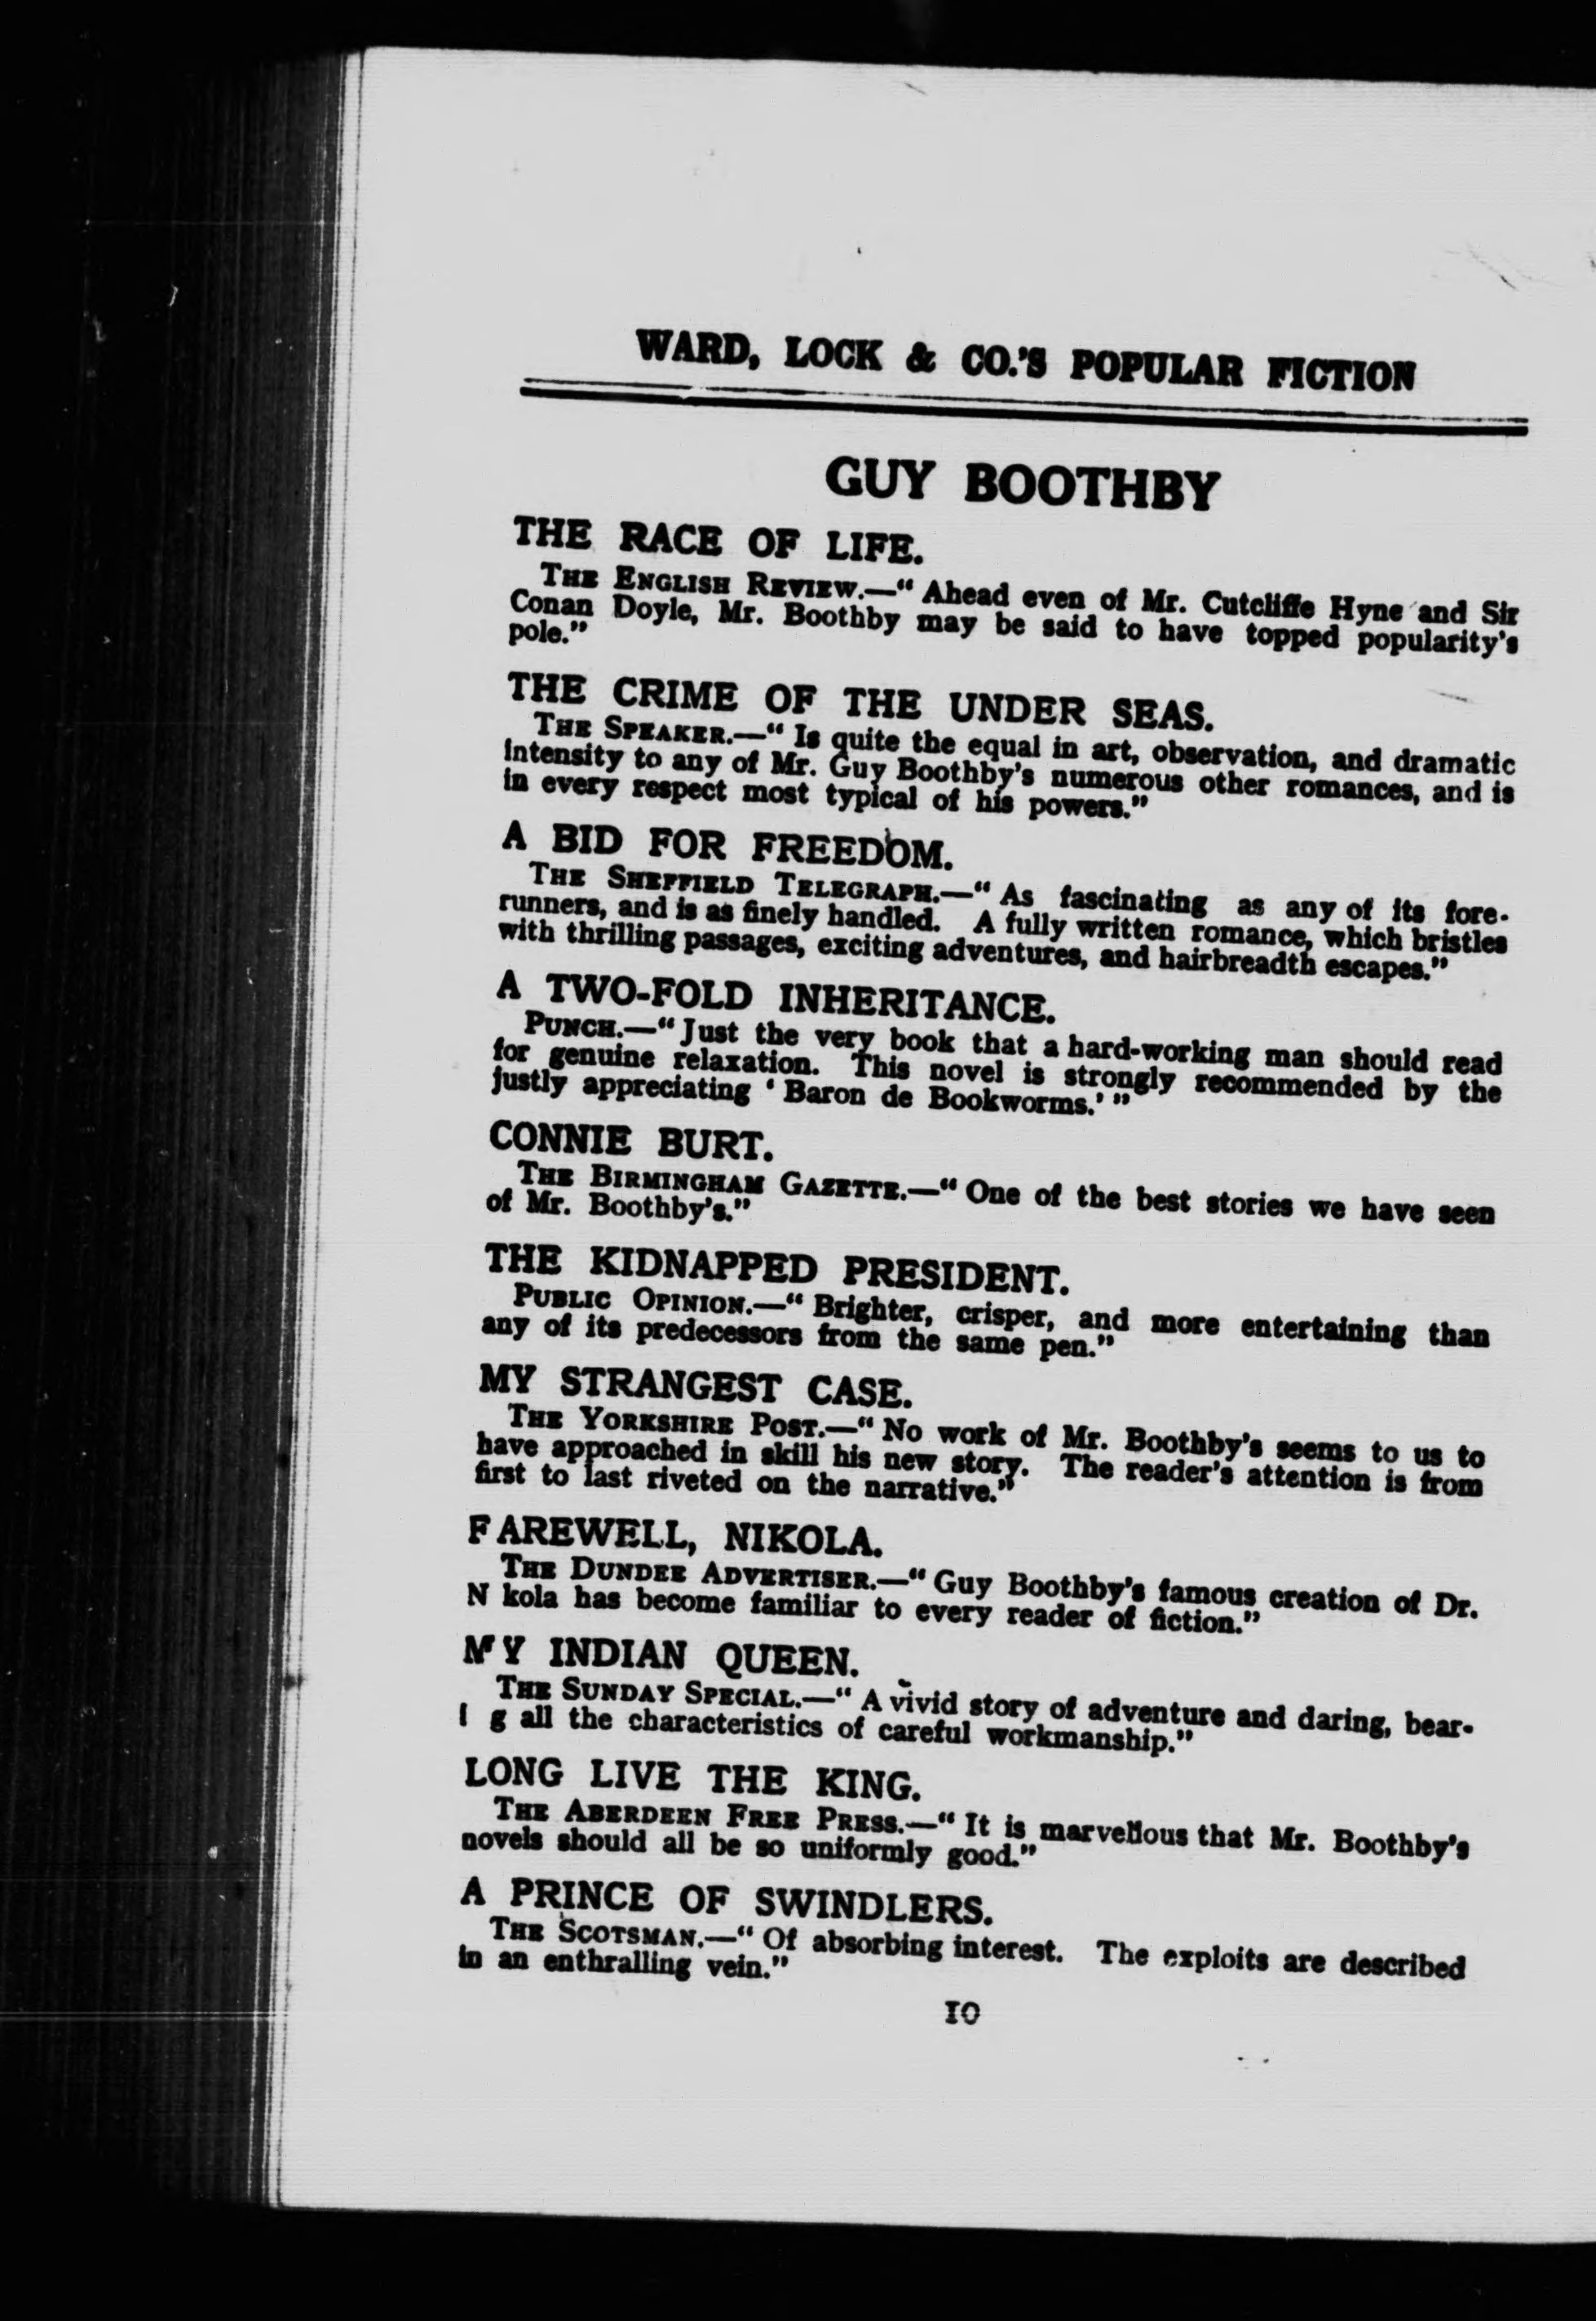 WARD, LOCK & CO.'S POPULAR FICTION
GUY BOOTHBY
THE RACE OF LIFE.
THE ENGLISH REVIEW.—“ Ahead even of Mr. Cutcliffe Hyne and Sir
Conan Doyle, Mr. Boothby may be said to have topped popularity's
pole.”
THE CRIME OF THE UNDER SEAS.
THE SPEAKER.—“ Is quite the equal in art, observation, and dramatic
intensity to any of Mr. Guy Boothby's numerous other romances, and is
in every respect most typical of his powers.”
A BID FOR FREEDOM.
THE SHEFFIELD TELEGRAPH.—“ As fascinating as any of its fore-
runners, and is as finely handled. A fully written romance, which bristles
with thrilling passages, exciting adventures, and hairbreadth escapes.”
A TWO-FOLD INHERITANCE.
PUNCH.—“ Just the very book that a hard-working man should read
for genuine relaxation. This novel is strongly recommended by the
justly appreciating ‘ Baron de Bookworms.’ ”
CONNIE BURT.
THE BIRMINGHAM GAZETTE.—“ One of the best stories we have seen
of Mr. Boothby's.”
THE KIDNAPPED PRESIDENT.
PUBLIC OPINION.—“ Brighter, crisper, and more entertaining than
any of its predecessors from the same pen.”
MY STRANGEST CASE.
THE YORKSHIRE POST.—“ No work of Mr. Boothby's seems to us to
have approached in skill his new story. The reader's attention is from
first to last riveted on the narrative.”
FAREWELL, NIKOLA.
THE DUNDEE ADVERTISER.—“ Guy Boothby's famous creation of Dr.
N kola has become familiar to every reader of fiction.”
MY INDIAN QUEEN.
THE SUNDAY SPECIAL.—“ A vivid story of adventure and daring, bear-
i g all the characteristics of careful workmanship.”
LONG LIVE THE KING.
THE ABERDEEN FREE PRESS.—“ It is marvellous that Mr. Boothby's
novels should all be so uniformly good.”
A PRINCE OF SWINDLERS.
THE SCOTSMAN.—“ Of absorbing interest. The exploits are described
in an enthralling vein.”
10